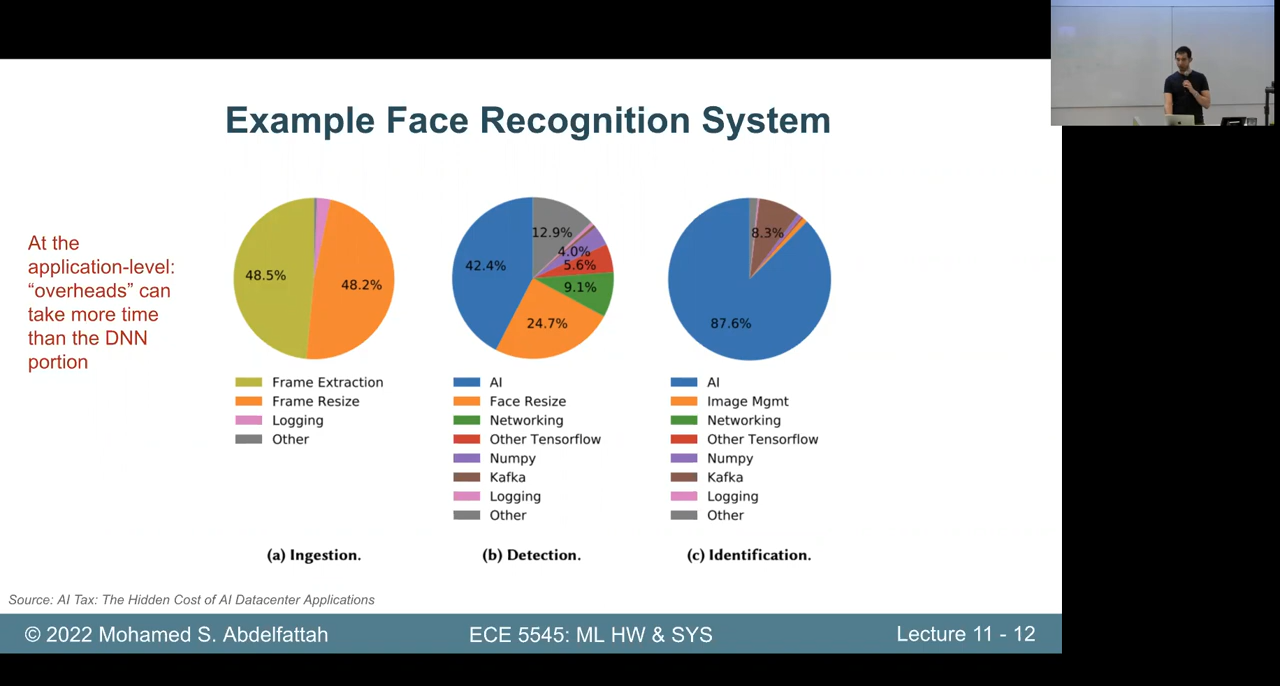 Example Face Recognition System
At the
application-level:
“overheads” can
take more time
than the DNN
portion
48.5%
48.2%
Frame Extraction
Frame Resize
Logging
Other
(a) Ingestion.
12.9%
4.0%
5.6%
9.1%
24.7%
42.4%
AI
Face Resize
Networking
Other Tensorflow
Numpy
Kafka
Logging
Other
(b) Detection.
8.3%
87.6%
AI
Image Mgmt
Networking
Other Tensorflow
Numpy
Kafka
Logging
Other
(c) Identification.
Source: AI Tax: The Hidden Cost of AI Datacenter Applications
© 2022 Mohamed S. Abdelfattah
ECE 5545: ML HW & SYS
Lecture 11 - 12